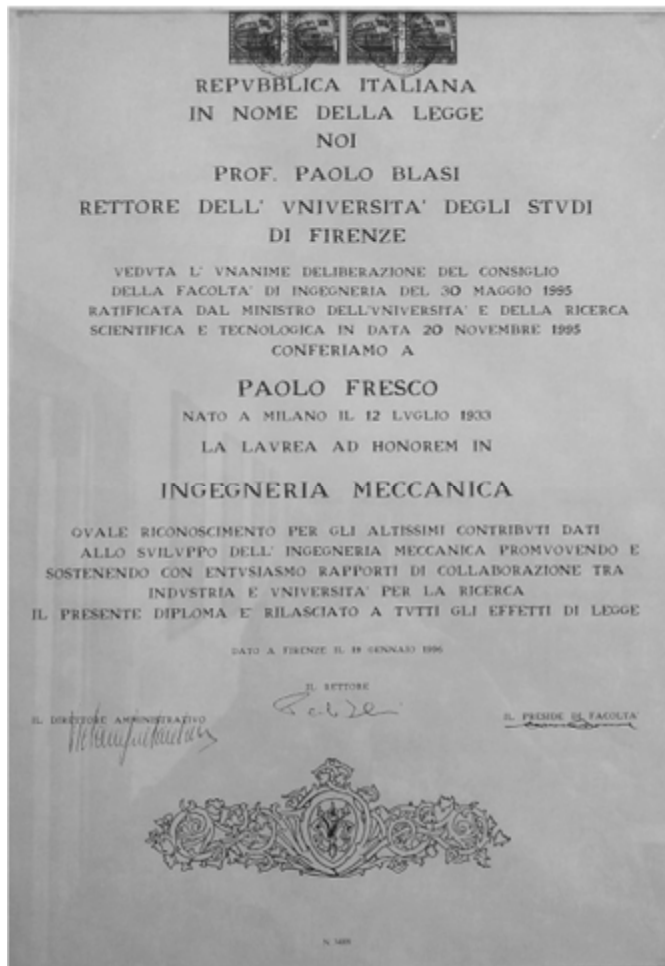 REPVBBLICA ITALIANA
IN NOME DELLA LEGGE
NOI
PROF. PAOLO BLASI
RETTORE DELL' VNIVERSITA' DEGLI STVDI
DI FIRENZE
VEDVTA L' VNANIME DELIBERAZIONE DEL CONSIGLIO
DELLA FACOLTA' DI INGEGNERIA DEL 30 MAGGIO 1995
RATIFICATA DAL MINISTRO DELL'VNIVERSITA' E DELLA RICERCA
SCIENTIFICA E TECNOLOGICA IN DATA 20 NOVEMBRE 1995
CONFERIAMO A
PAOLO FRESCO
NATO A MILANO IL 12 LVGLIO 1933
LA LAVREA AD HONOREM IN
INGEGNERIA MECCANICA
QVALE RICONOSCIMENTO PER GLI ALTISSIMI CONTRIBVTI DATI
ALLO SVILVPPO DELL' INGEGNERIA MECCANICA PROMVOVENDO E
SOSTENENDO CON ENTVSIASMO RAPPORTI DI COLLABORAZIONE TRA
INDVSTRIA E VNIVERSITA' PER LA RICERCA
IL PRESENTE DIPLOMA E' RILASCIATO A TVTTI GLI EFFETTI DI LEGGE
DATO A FIRENZE IL GENNAIO 1996
IL RETTORE
IL DIRETTORE AMMINISTRATIVO
IL PRESIDE DI FACOLTA'
N.